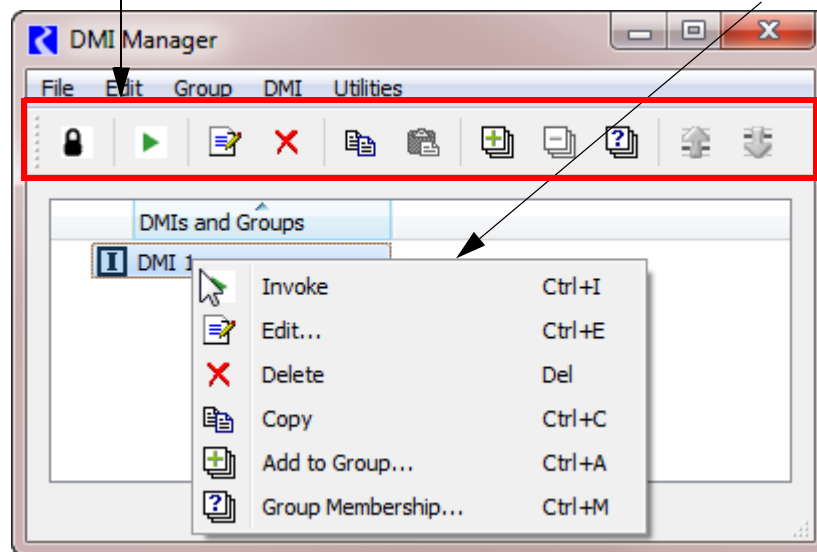 DMI Manager
File Edit Group DMI Utilities
DMIs and Groups
I DMI 1
Invoke Ctrl+I
Edit... Ctrl+E
Delete Del
Copy Ctrl+C
Add to Group... Ctrl+A
Group Membership... Ctrl+M